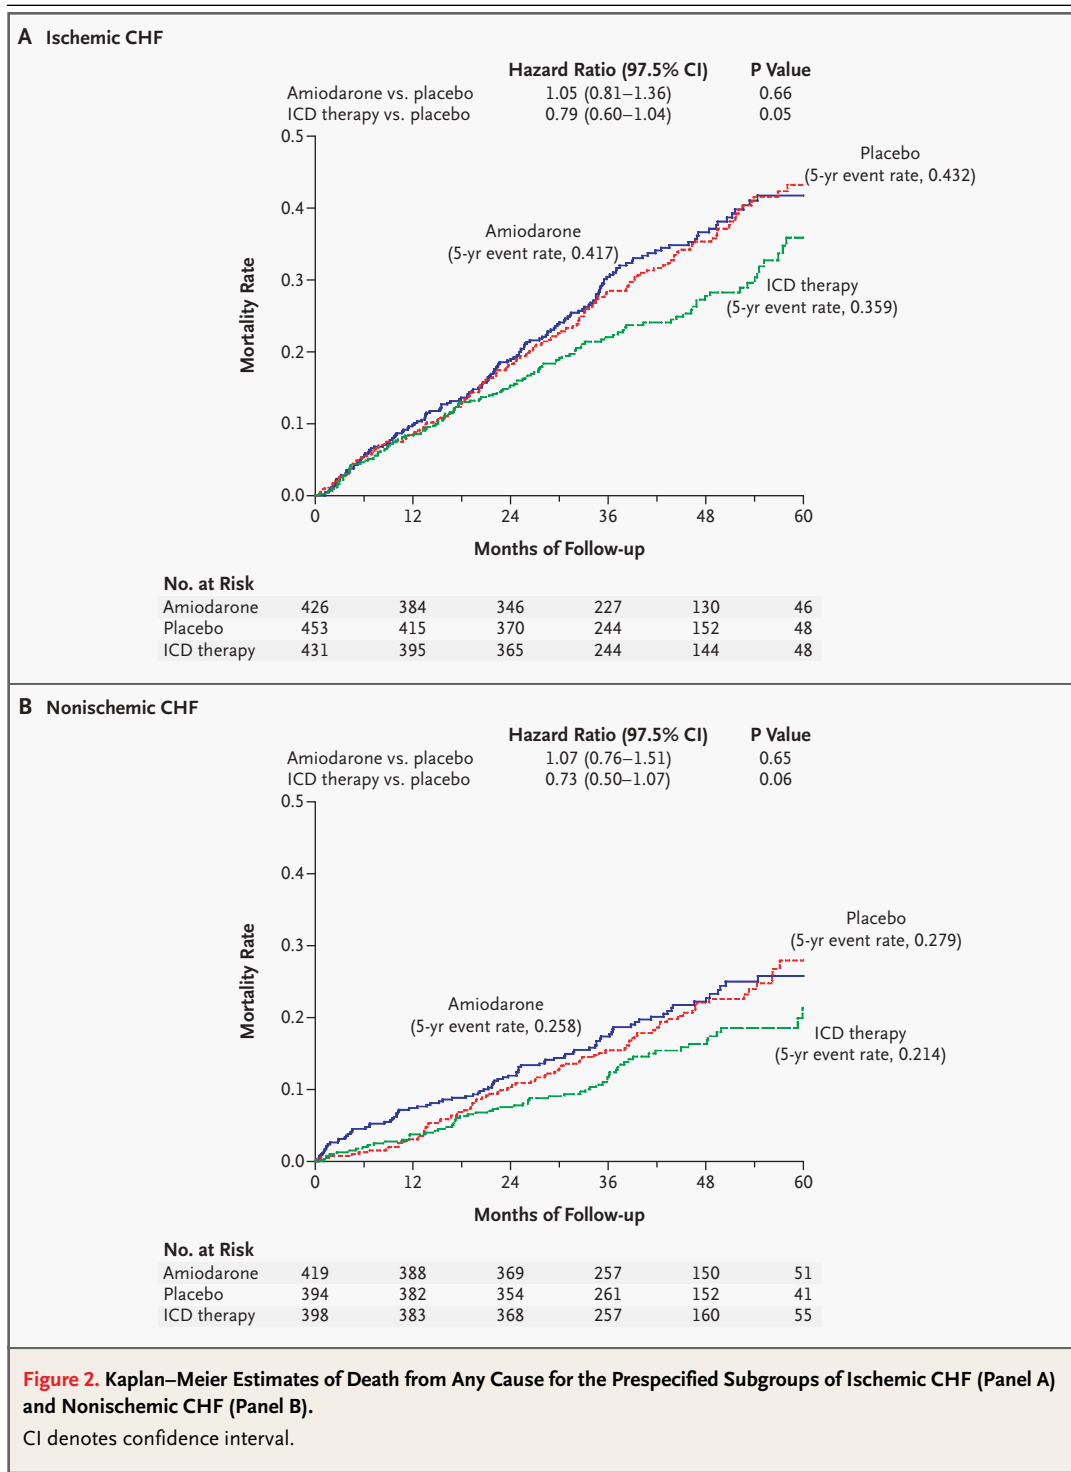 A Ischemic CHF
Hazard Ratio (97.5% CI) P Value
Amiodarone vs. placebo 1.05 (0.81–1.36) 0.66
ICD therapy vs. placebo 0.79 (0.60–1.04) 0.05
0.5
0.4
0.3
0.2
0.1
0.0
Mortality Rate
Placebo
(5-yr event rate, 0.432)
Amiodarone
(5-yr event rate, 0.417)
ICD therapy
(5-yr event rate, 0.359)
0 12 24 36 48 60
Months of Follow-up
No. at Risk
Amiodarone 426 384 346 227 130 46
Placebo 453 415 370 244 152 48
ICD therapy 431 395 365 244 144 48
B Nonischemic CHF
Hazard Ratio (97.5% CI) P Value
Amiodarone vs. placebo 1.07 (0.76–1.51) 0.65
ICD therapy vs. placebo 0.73 (0.50–1.07) 0.06
0.5
0.4
0.3
0.2
0.1
0.0
Mortality Rate
Placebo
(5-yr event rate, 0.279)
Amiodarone
(5-yr event rate, 0.258)
ICD therapy
(5-yr event rate, 0.214)
0 12 24 36 48 60
Months of Follow-up
No. at Risk
Amiodarone 419 388 369 257 150 51
Placebo 394 382 354 261 152 41
ICD therapy 398 383 368 257 160 55
Figure 2. Kaplan–Meier Estimates of Death from Any Cause for the Prespecified Subgroups of Ischemic CHF (Panel A)
and Nonischemic CHF (Panel B).
CI denotes confidence interval.